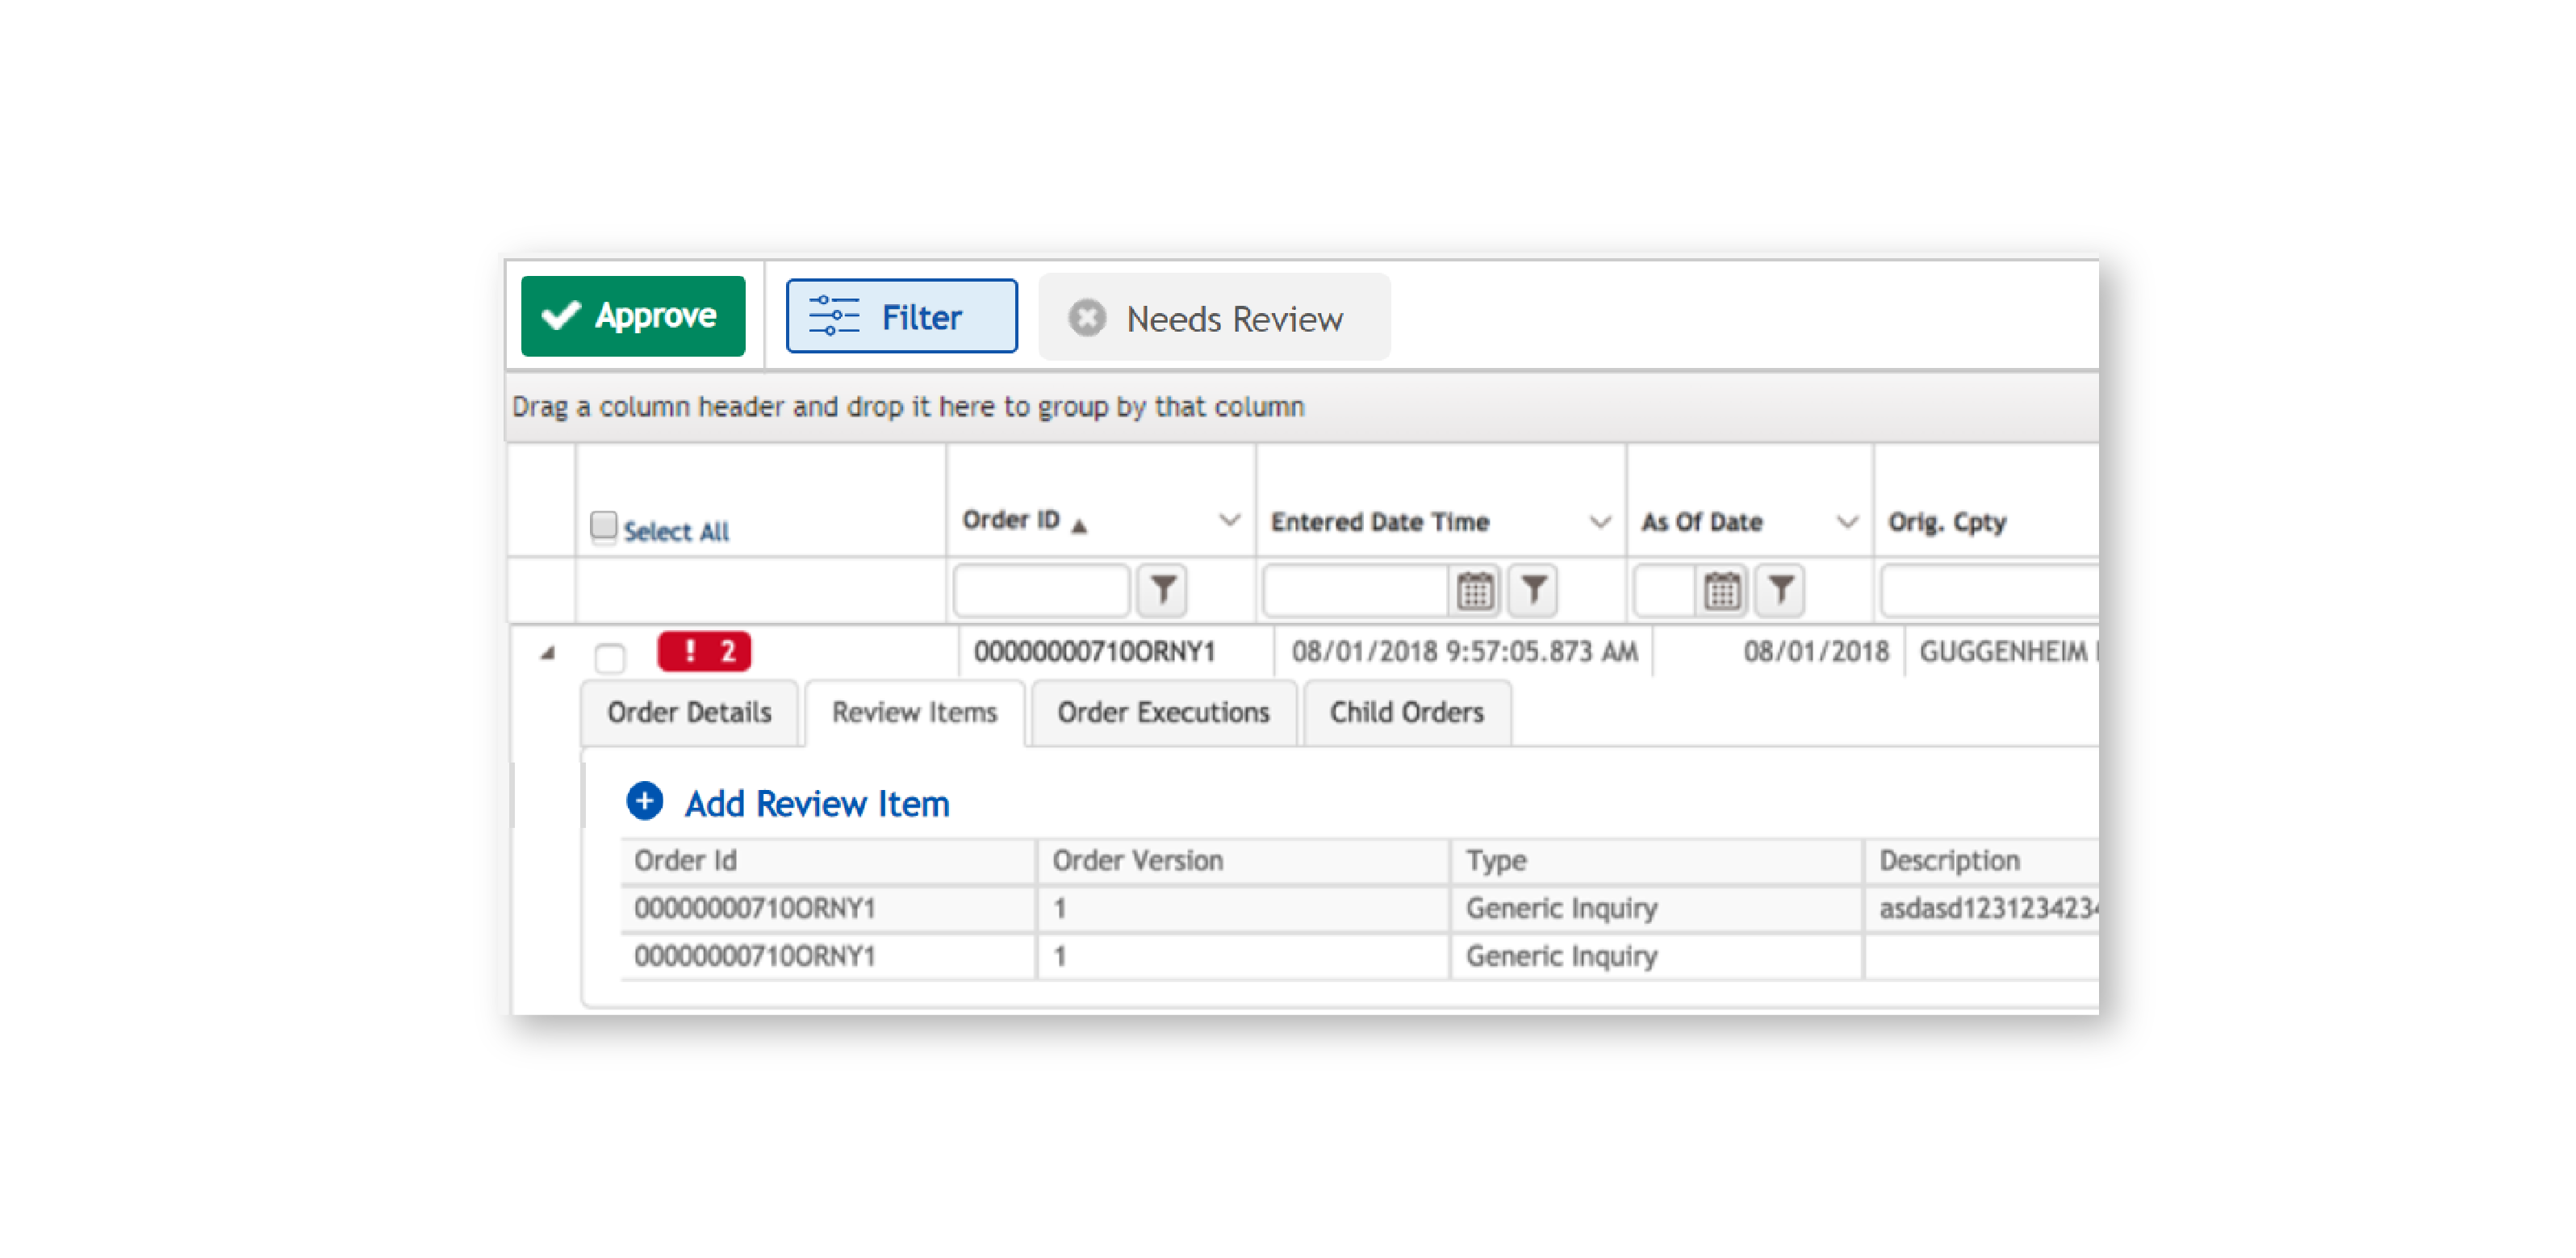 Approve Filter Needs Review
Drag a column header and drop it here to group by that column
Select All Order ID Entered Date Time As Of Date Orig. Cpty
! 2 00000000710ORNY1 08/01/2018 9:57:05.873 AM 08/01/2018 GUGGENHEIM
Order Details Review Items Order Executions Child Orders
Add Review Item
Order Id Order Version Type Description
00000000710ORNY1 1 Generic Inquiry asdasd1231234234
00000000710ORNY1 1 Generic Inquiry